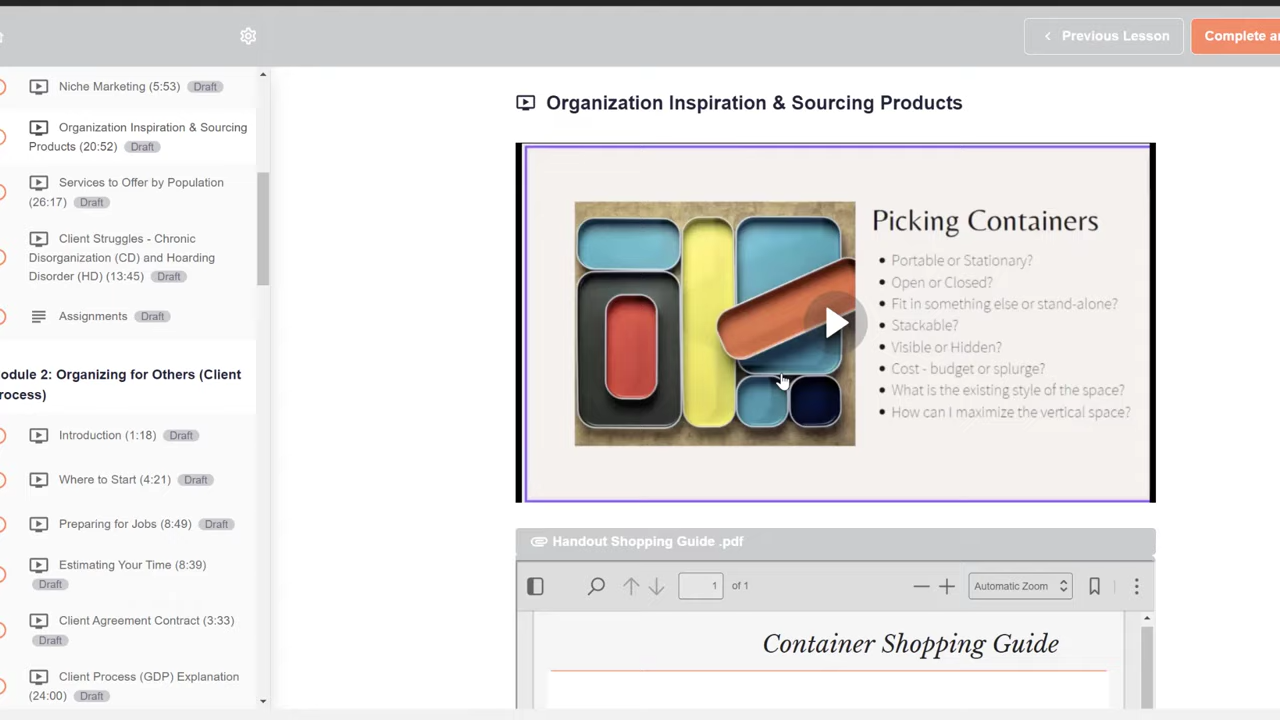 Previous Lesson
Complete an
Niche Marketing (5:53) Draft
Organization Inspiration & Sourcing
Products (20:52) Draft
Services to Offer by Population
(26:17) Draft
Client Struggles - Chronic
Disorganization (CD) and Hoarding
Disorder (HD) (13:45) Draft
Assignments Draft
odule 2: Organizing for Others (Client
rocess)
Introduction (1:18) Draft
Where to Start (4:21) Draft
Preparing for Jobs (8:49) Draft
Estimating Your Time (8:39)
Draft
Client Agreement Contract (3:33)
Draft
Client Process (GDP) Explanation
(24:00) Draft
Organization Inspiration & Sourcing Products
Picking Containers
Portable or Stationary?
Open or Closed?
Fit in something else or stand-alone?
Stackable?
Visible or Hidden?
Cost - budget or splurge?
What is the existing style of the space?
How can I maximize the vertical space?
Handout Shopping Guide .pdf
1 of 1
Automatic Zoom
Container Shopping Guide